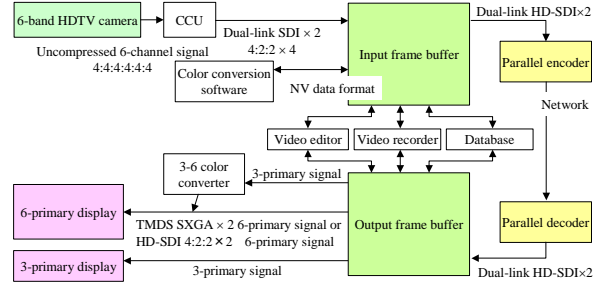 6-band HDTV camera
CCU
Dual-link SDI × 2
4:2:2 × 4
Dual-link HD-SDI×2
Uncompressed 6-channel signal
4:4:4:4:4:4
Input frame buffer
Parallel encoder
Color conversion
software
NV data format
Network
Video editor
Video recorder
Database
3-6 color
converter
3-primary signal
6-primary display
TMDS SXGA × 2 6-primary signal or
HD-SDI 4:2:2×2 6-primary signal
Output frame buffer
Parallel decoder
3-primary display
3-primary signal
Dual-link HD-SDI×2